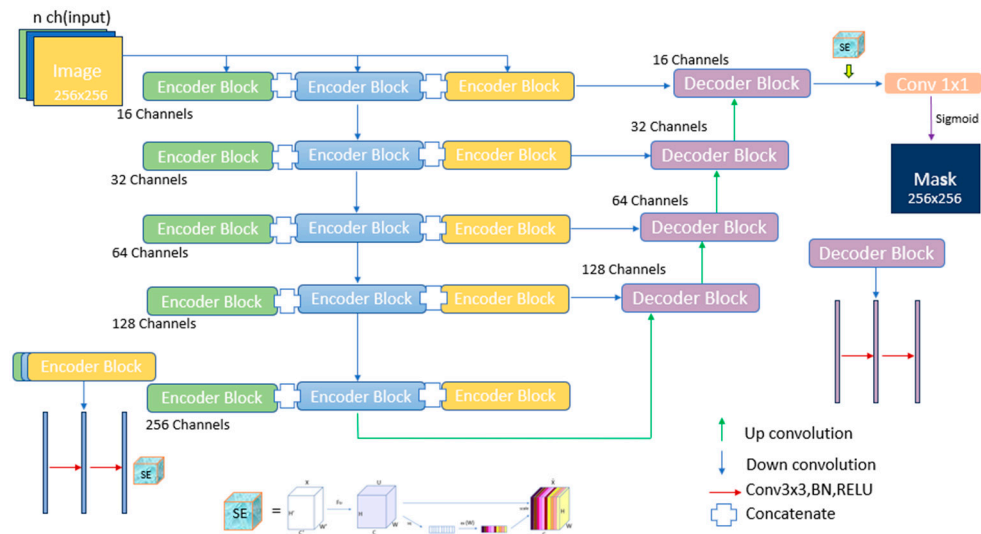 n ch(input)
Image
256x256
Encoder Block
Encoder Block
Encoder Block
16 Channels
16 Channels
Decoder Block
SE
Conv 1x1
Sigmoid
Mask
256x256
Encoder Block
Encoder Block
Encoder Block
32 Channels
32 Channels
Decoder Block
Encoder Block
Encoder Block
Encoder Block
64 Channels
64 Channels
Decoder Block
Encoder Block
Encoder Block
Encoder Block
128 Channels
128 Channels
Decoder Block
Decoder Block
Encoder Block
SE
Encoder Block
Encoder Block
Encoder Block
256 Channels
Up convolution
Down convolution
Conv3x3,BN,RELU
Concatenate
SE
=
X
H'
W'
U
H
W
C
H
W